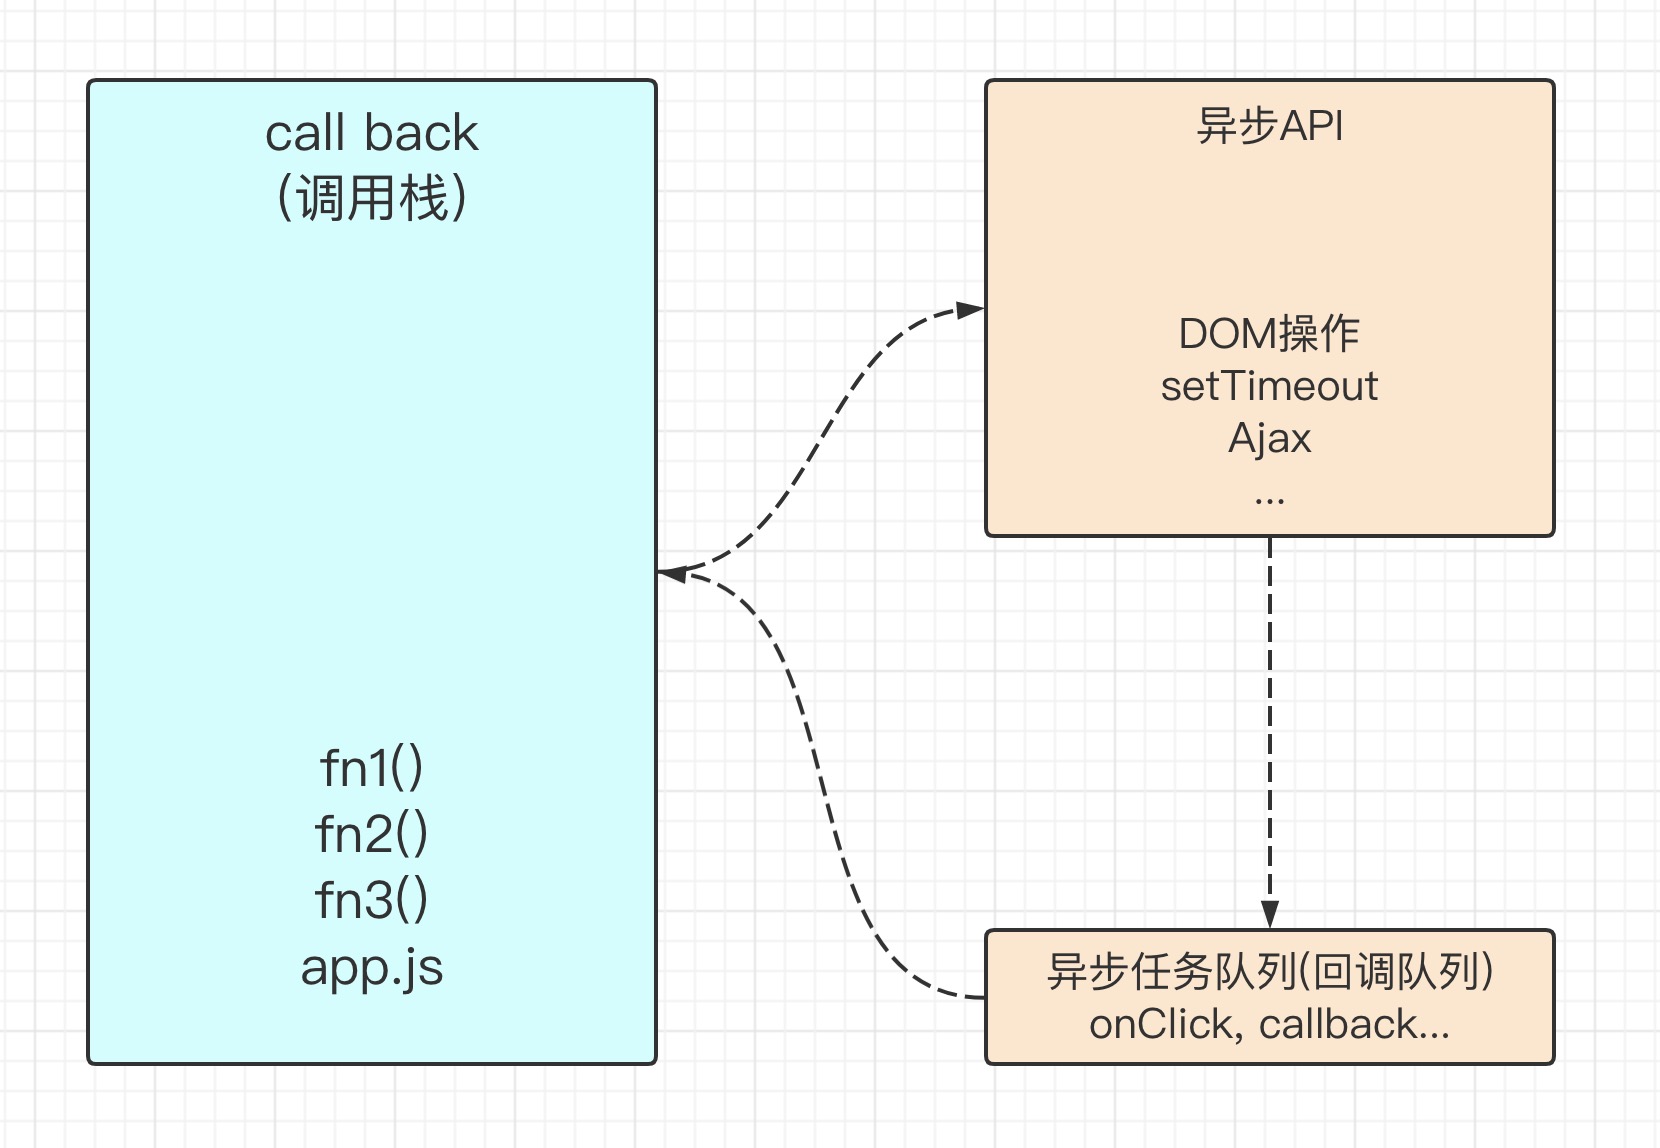 call back
(调用栈)
fn1()
fn2()
fn3()
app.js
异步API
DOM操作
setTimeout
Ajax
...
异步任务队列(回调队列)
onClick, callback...